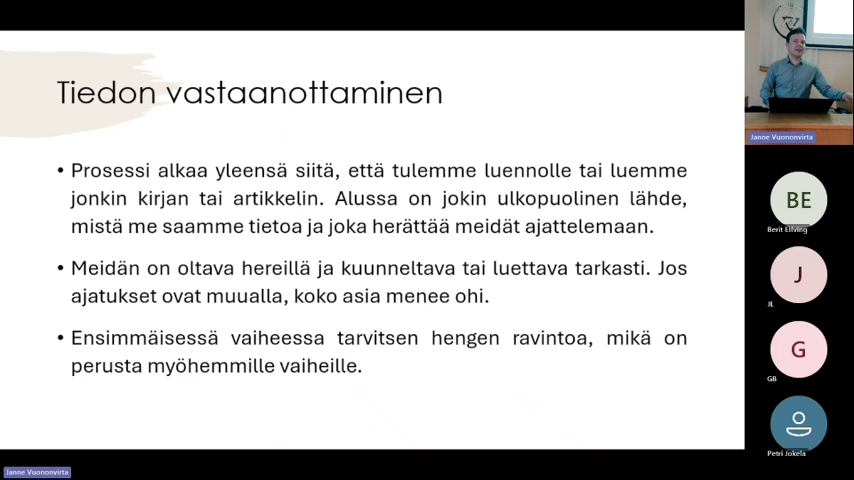 Tiedon vastaanottaminen
• Prosessi alkaa yleensä siitä, että tulemme luennolle tai luemme
jonkin kirjan tai artikkelin. Alussa on jokin ulkopuolinen lähde,
mistä me saamme tietoa ja joka herättää meidät ajattelemaan.
• Meidän on oltava hereillä ja kuunneltava tai luettava tarkasti. Jos
ajatukset ovat muualla, koko asia menee ohi.
• Ensimmäisessä vaiheessa tarvitsen hengen ravintoa, mikä on
perusta myöhemmille vaiheille.
Janne Vuononvirta
BE
Berit Elfving
J
JL
G
GB
Petri Jokela
Janne Vuononvirta